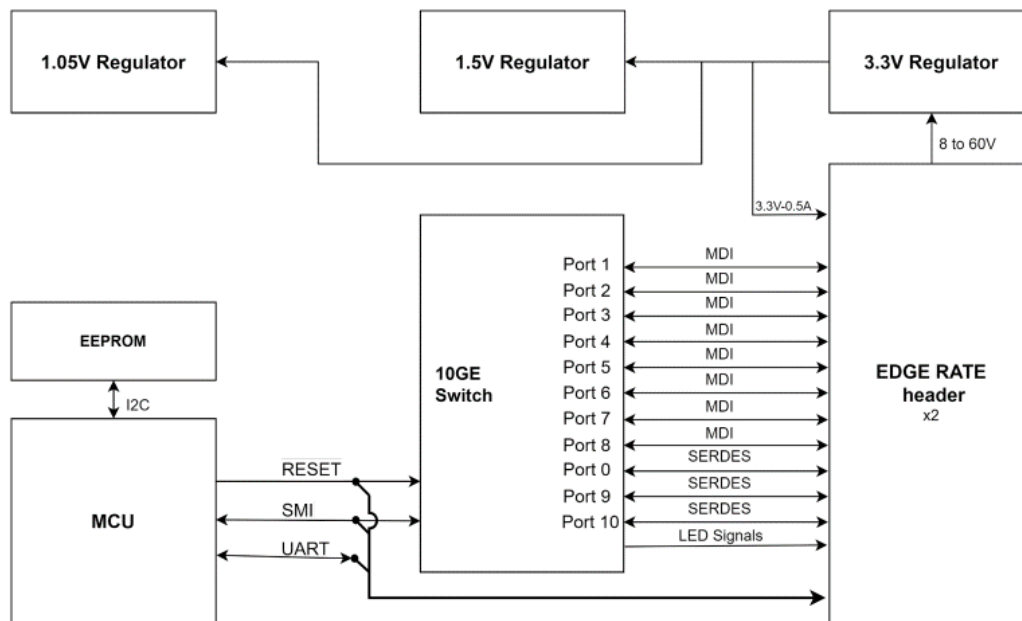 1.05V Regulator
1.5V Regulator
3.3V Regulator
8 to 60V
3.3V-0.5A
Port 1
MDI
Port 2
MDI
Port 3
MDI
Port 4
MDI
Port 5
MDI
Port 6
MDI
Port 7
MDI
Port 8
MDI
Port 0
SERDES
Port 9
SERDES
Port 10
SERDES
LED Signals
10GE
Switch
EDGE RATE
header
x2
EEPROM
I2C
MCU
RESET
SMI
UART